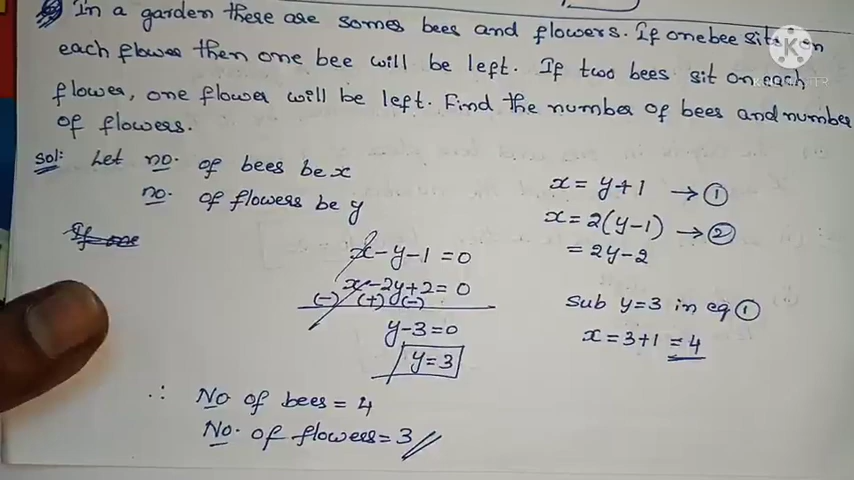 In a garden there are somes bees and flowers. If one bee sits on
each flower then one bee will be left. If two bees sit on each
flower, one flower will be left. Find the number of bees and number
of flowers.
Sol: Let no. of bees be x
no. of flowers be y
x = y+1 → ①
x = 2(y-1) → ②
= 2y-2
x-y-1 = 0
x-2y+2 = 0
(-) (+) (-)
y-3=0
y=3
Sub y=3 in eq ①
x = 3+1 = 4
∴ No of bees = 4
No. of flowers = 3 //